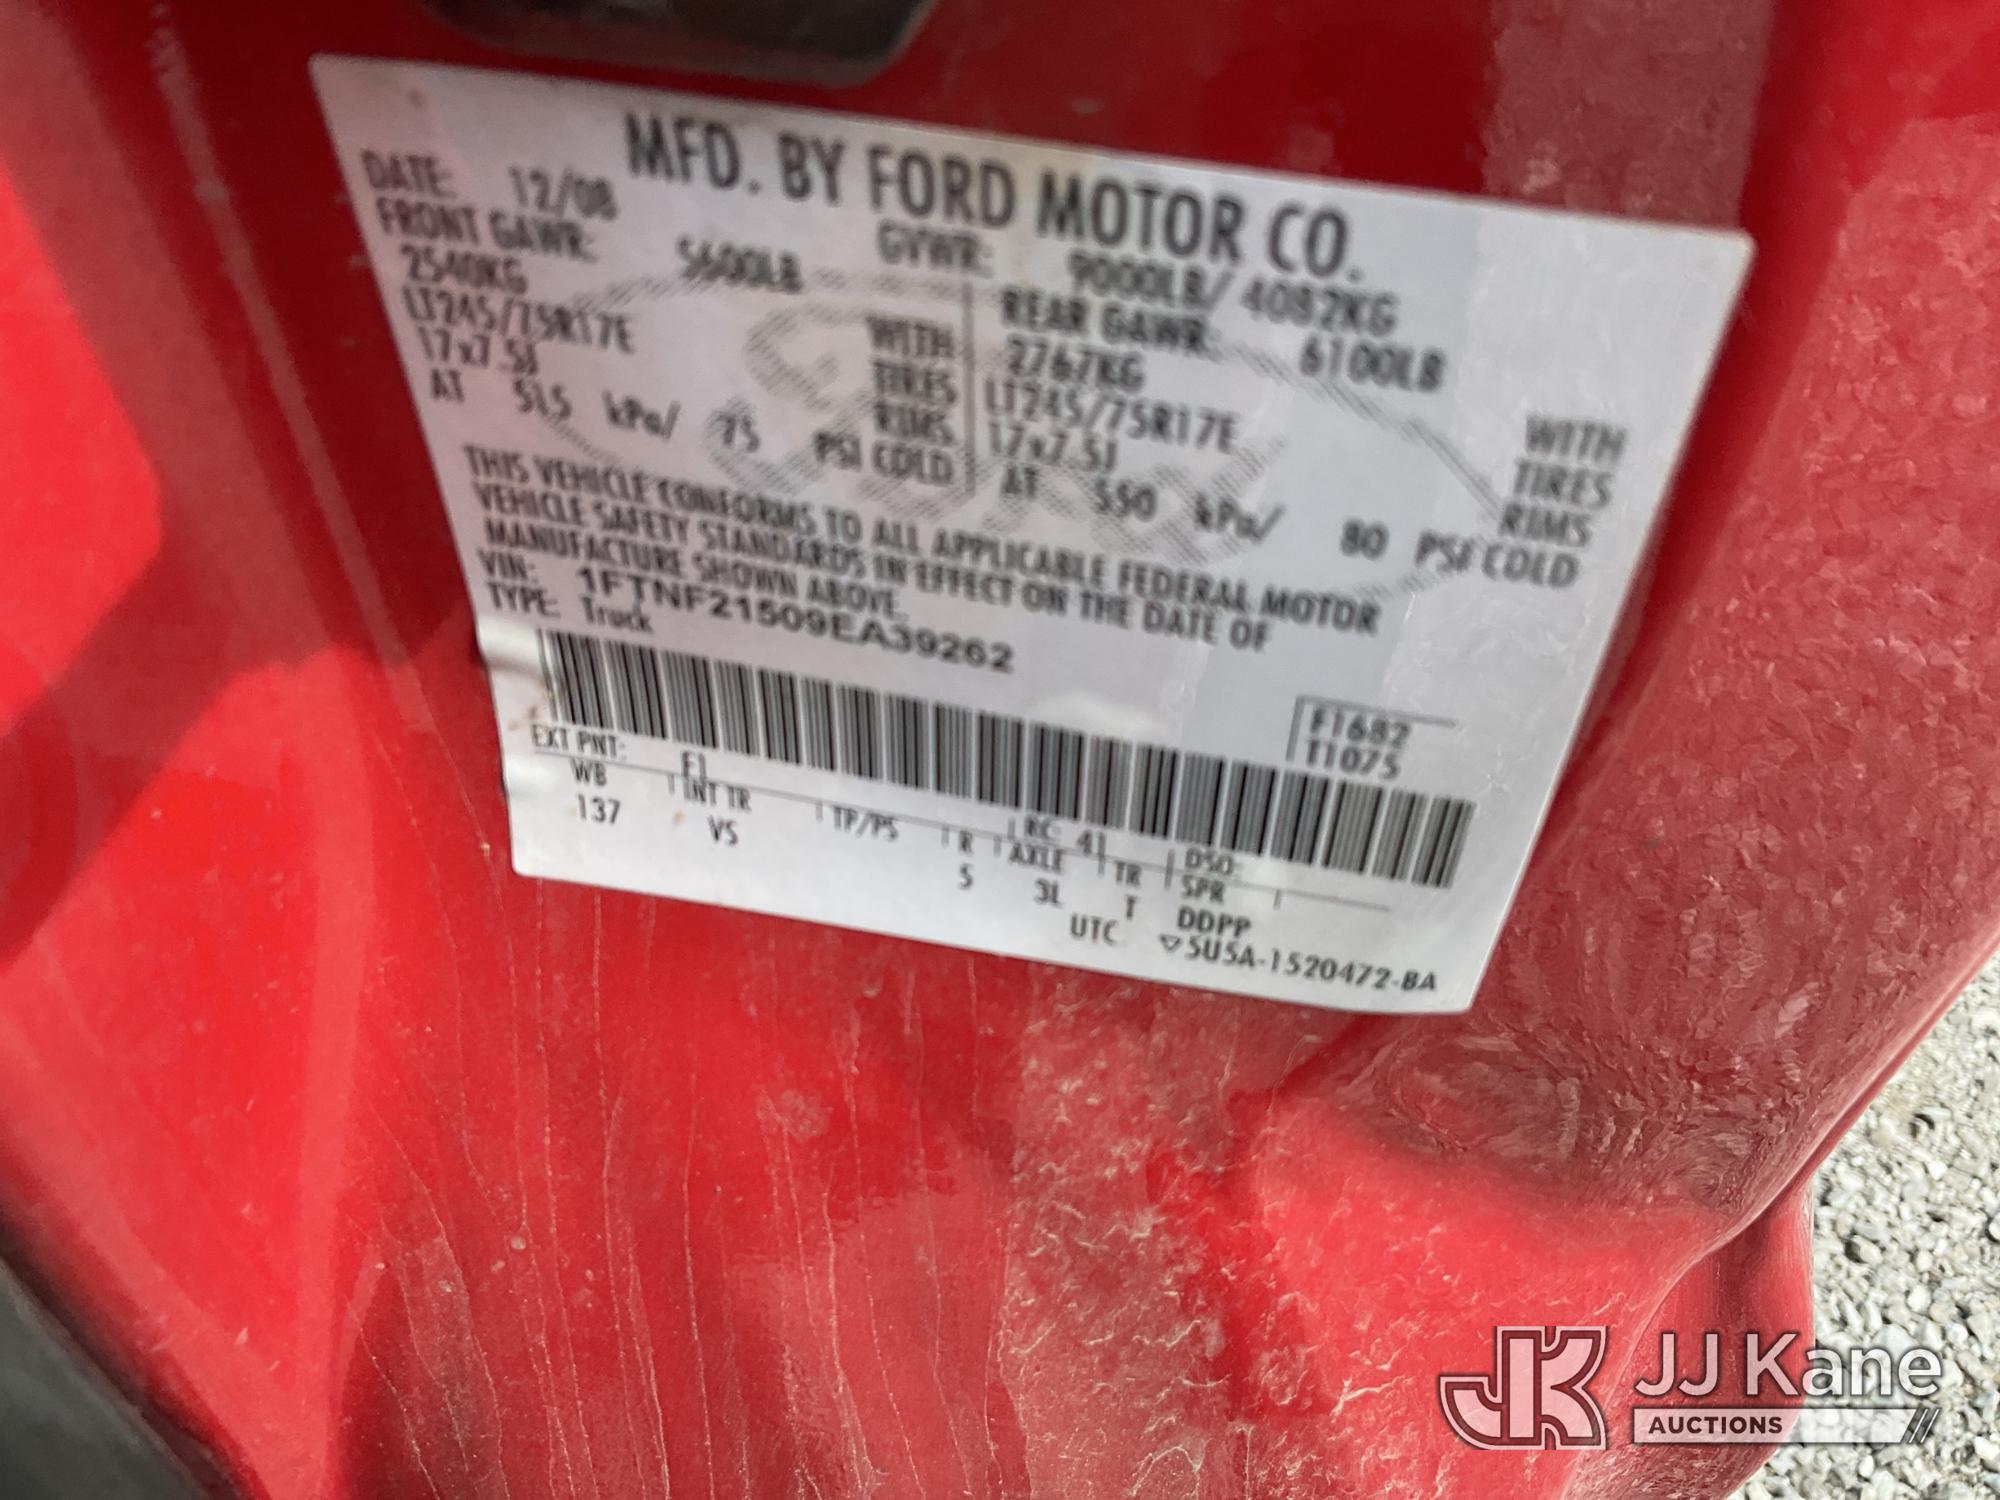 MFD. BY FORD MOTOR CO.
DATE: 12/08 GVWR: 9000LB/ 4082KG
FRONT GAWR: 5600LB REAR GAWR: 6100LB
2540KG WITH 2767KG WITH
LT245/75R17E TIRES LT245/75R17E TIRES
17x7.5J RIMS 17x7.5J RIMS
AT 515 kPa/ 75 PSI COLD AT 550 kPa/ 80 PSI COLD
THIS VEHICLE CONFORMS TO ALL APPLICABLE FEDERAL MOTOR
VEHICLE SAFETY STANDARDS IN EFFECT ON THE DATE OF
MANUFACTURE SHOWN ABOVE.
VIN: 1FTNF21509EA39262
TYPE: Truck
F1682
T1075
EXT PNT: F1 RC: 41 DSO:
WB INT TR TP/PS R AXLE TR SPR
137 VS 5 3L T DDPP
UTC ▽5U5A-1520472-BA
JK JJ Kane
AUCTIONS